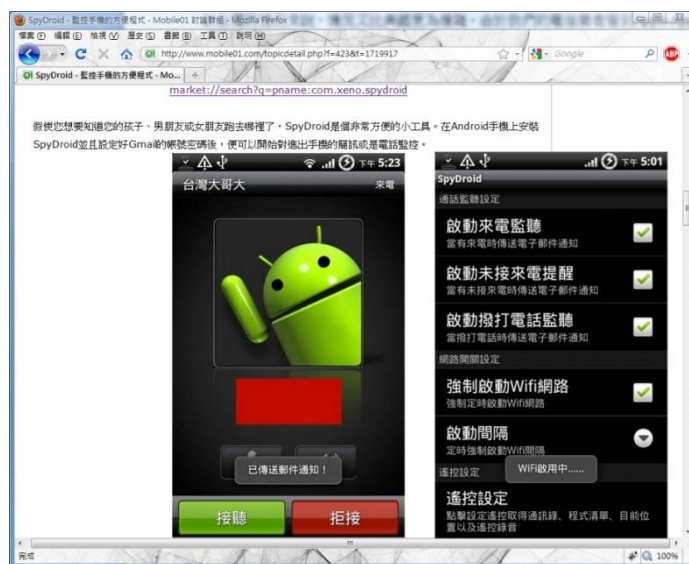 SpyDroid - 監控手機的方便程式 - Mobile01 討論群組 - Mozilla Firefox
檔案(F) 編輯(E) 檢視(V) 歷史(S) 書籤(B) 工具(T) 說明(H)
http://www.mobile01.com/topicdetail.php?f=423&t=1719917
Google
ABP
SpyDroid - 監控手機的方便程式 - Mo...
market://search?q=pname:com.xeno.spydroid
假使您想要知道您的孩子、男朋友或女朋友跑去哪裡了，SpyDroid是個非常方便的小工具。在Android手機上安裝
SpyDroid並且設定好Gmail的帳號密碼後，便可以開始對進出手機的簡訊或是電話監控。
下午 5:23
台灣大哥大
來電
已傳送郵件通知！
接聽
拒接
下午 5:01
SpyDroid
通話監聽設定
啟動來電監聽
當有來電時傳送電子郵件通知
啟動未接來電提醒
當有未接來電時傳送電子郵件通知
啟動撥打電話監聽
當撥打電話時傳送電子郵件通知
網路開關設定
強制啟動Wifi網路
強制定時啟動Wifi網路
啟動間隔
定時強制啟動Wifi間隔
遙控設定
WiFi啟用中......
遙控設定
點擊設定遙控取得通訊錄、程式清單、目前位
置以及遙控錄音
完成
100%